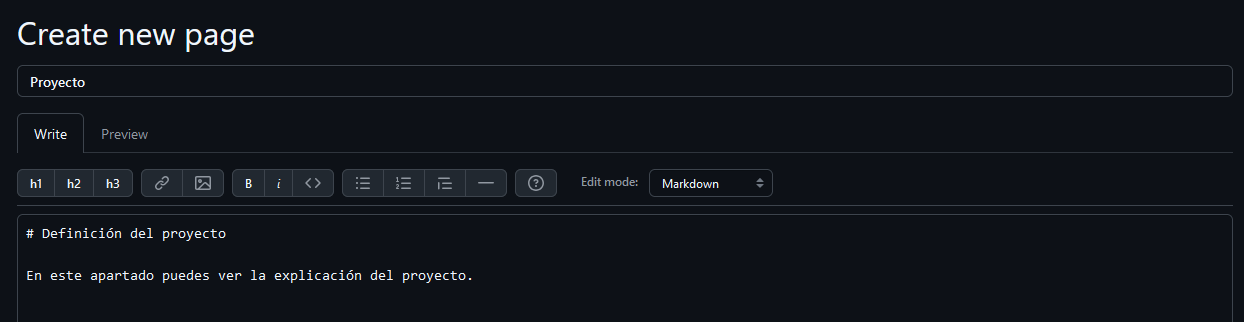 Create new page
Proyecto
Write Preview
h1 h2 h3 B i Edit mode: Markdown
# Definición del proyecto
En este apartado puedes ver la explicación del proyecto.